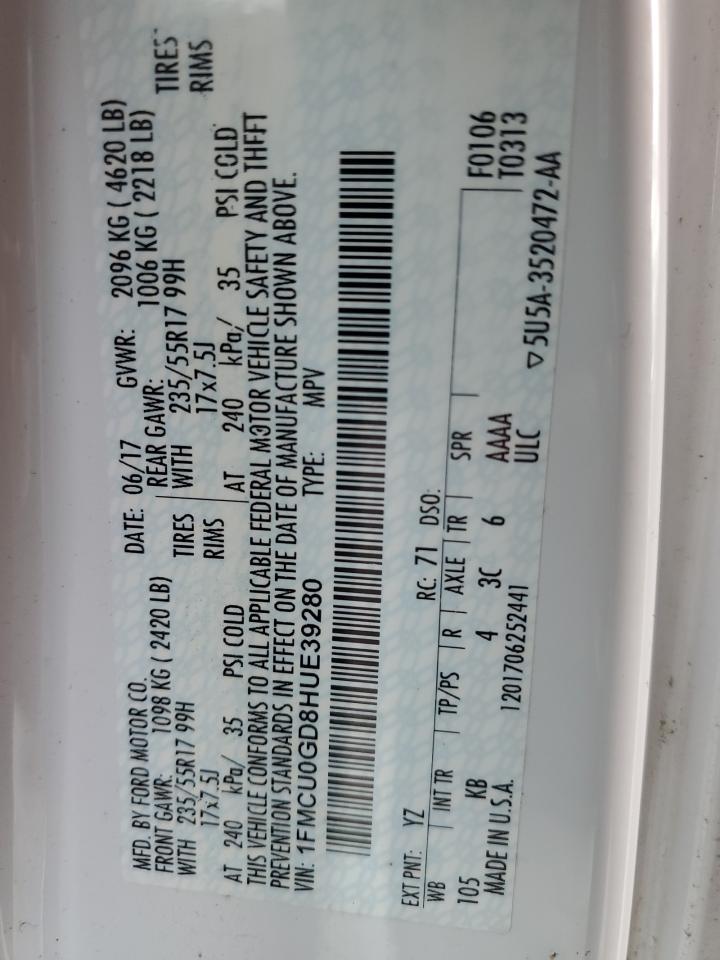 MFD. BY FORD MOTOR CO.
DATE: 06/17 GVWR: 2096 KG ( 4620 LB)
FRONT GAWR: 1098 KG ( 2420 LB)
REAR GAWR: 1006 KG ( 2218 LB)
WITH 235/55R17 99H TIRES
WITH 235/55R17 99H TIRES
17x7.5J RIMS
17x7.5J RIMS
AT 240 kPa/ 35 PSI COLD
AT 240 kPa/ 35 PSI COLD
THIS VEHICLE CONFORMS TO ALL APPLICABLE FEDERAL MOTOR VEHICLE SAFETY AND THEFT
PREVENTION STANDARDS IN EFFECT ON THE DATE OF MANUFACTURE SHOWN ABOVE.
VIN: 1FMCU0GD8HUE39280 TYPE: MPV
EXT PNT: YZ RC: 71 DSO: F0106
WB INT TR TP/PS R AXLE TR SPR T0313
105 KB 4 3C 6 AAAA
MADE IN U.S.A. 1201706252441 ULC
▽5U5A-3520472-AA